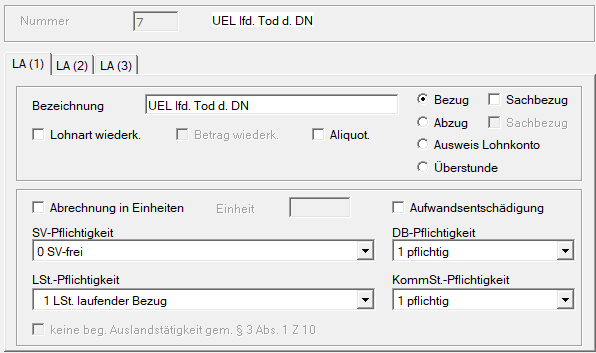 Nummer 7 UEL lfd. Tod d. DN
LA (1) LA (2) LA (3)
Bezeichnung UEL lfd. Tod d. DN Bezug Sachbezug
Lohnart wiederk. Betrag wiederk. Aliquot. Abzug Sachbezug
Ausweis Lohnkonto
Überstunde
Abrechnung in Einheiten Einheit Aufwandsentschädigung
SV-Pflichtigkeit DB-Pflichtigkeit
0 SV-frei 1 pflichtig
LSt.-Pflichtigkeit KommSt.-Pflichtigkeit
1 LSt. laufender Bezug 1 pflichtig
keine beg. Auslandstätigkeit gem. § 3 Abs. 1 Z 10